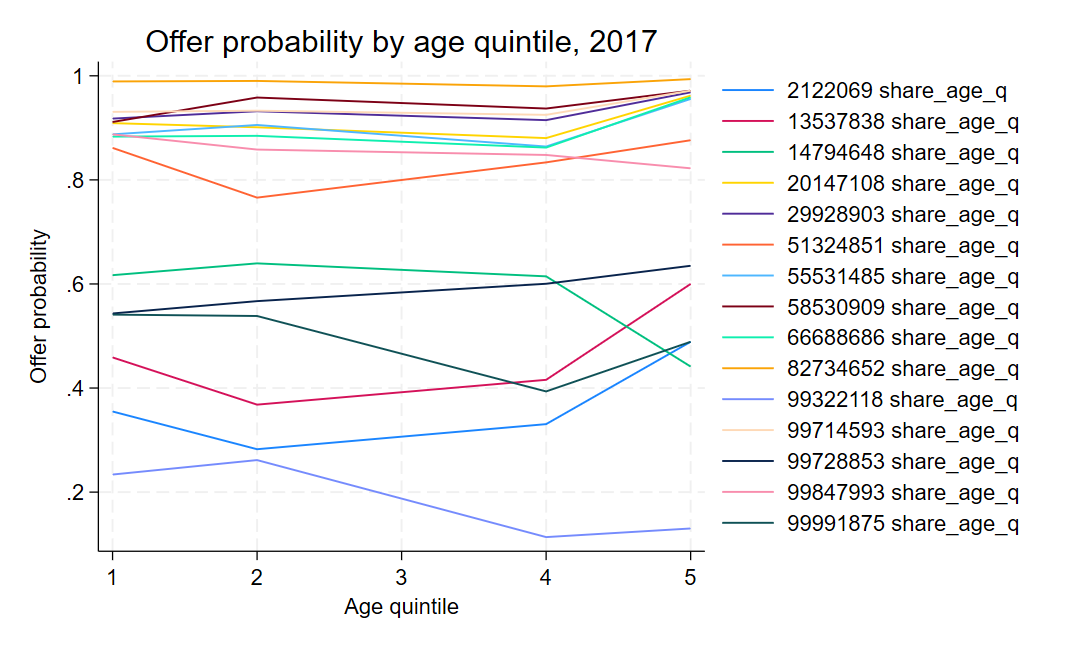 Offer probability by age quintile, 2017
Offer probability
1
.8
.6
.4
.2
1 2 3 4 5
Age quintile
2122069 share_age_q
13537838 share_age_q
14794648 share_age_q
20147108 share_age_q
29928903 share_age_q
51324851 share_age_q
55531485 share_age_q
58530909 share_age_q
66688686 share_age_q
82734652 share_age_q
99322118 share_age_q
99714593 share_age_q
99728853 share_age_q
99847993 share_age_q
99991875 share_age_q